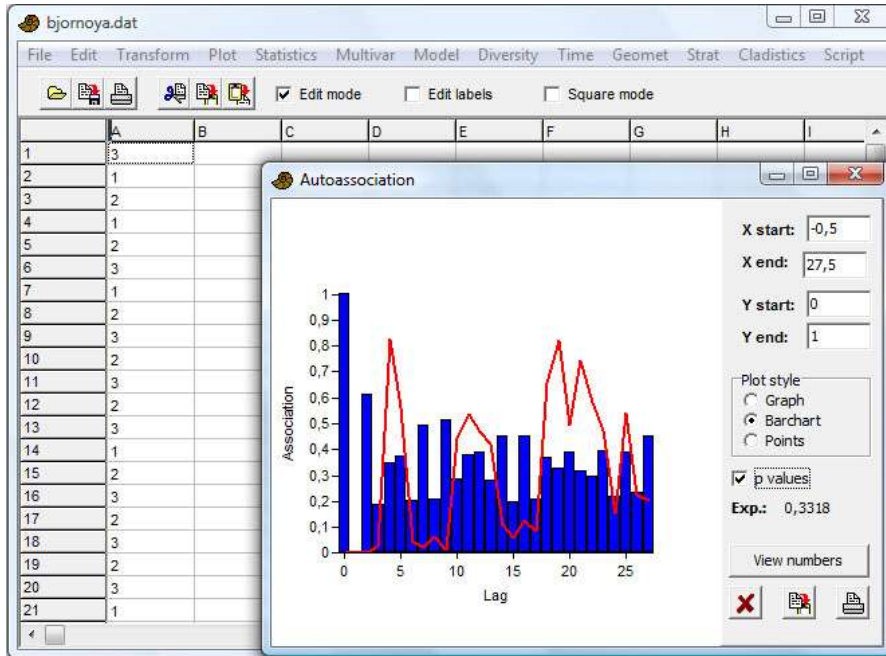 bjornoya.dat
File Edit Transform Plot Statistics Multivar Model Diversity Time Geomet Strat Cladistics Script
Edit mode Edit labels Square mode
A B C D E F G H I
1 3
2 1
3 2
4 1
5 2
6 3
7 1
8 2
9 3
10 2
11 3
12 2
13 3
14 1
15 2
16 3
17 2
18 3
19 2
20 3
21 1
Autoassociation
X start: -0,5
X end: 27,5
Y start: 0
Y end: 1
Plot style
Graph
Barchart
Points
p values
Exp.: 0,3318
View numbers
1
0,9
0,8
0,7
0,6
0,5
0,4
0,3
0,2
0,1
0
Association
0 5 10 15 20 25
Lag